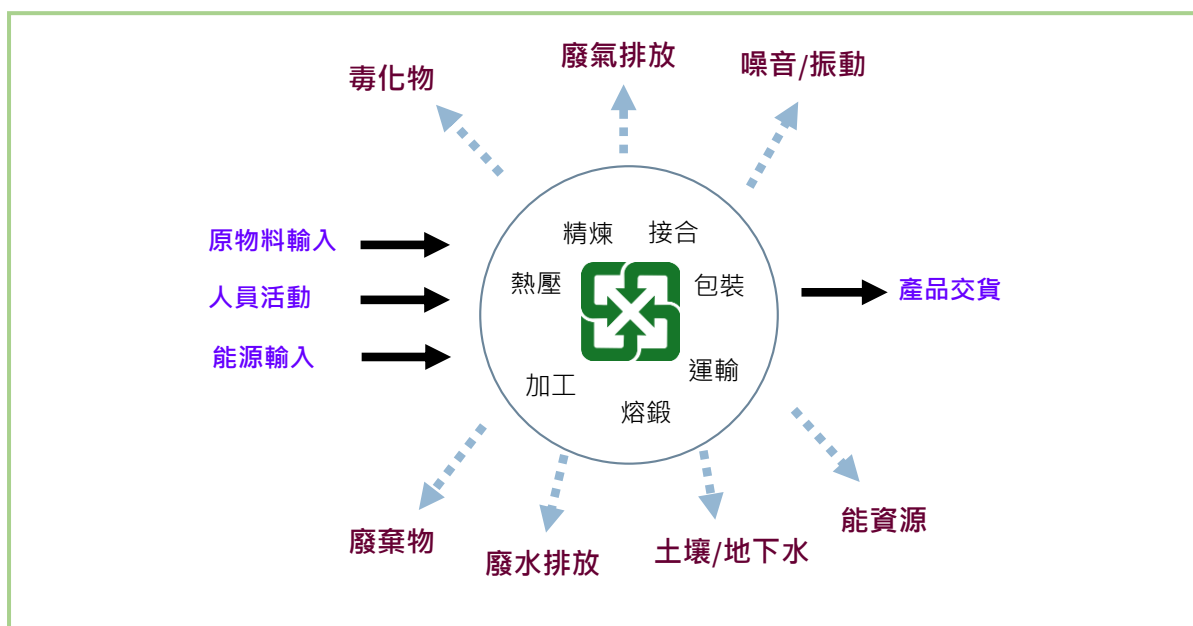 廢氣排放
噪音/振動
毒化物
精煉
接合
原物料輸入
熱壓
包裝
人員活動
產品交貨
能源輸入
加工
運輸
熔鍛
能資源
廢棄物
廢水排放
土壤/地下水